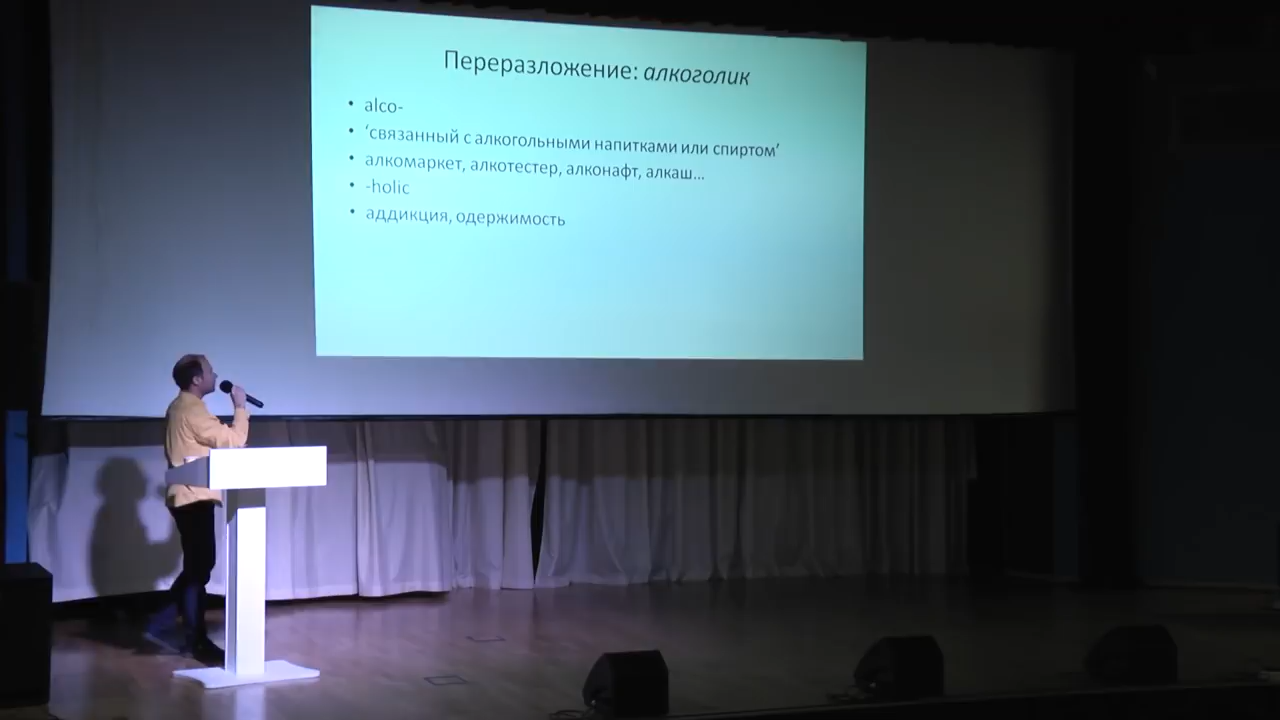 Переразложение: алкоголик
• alco-
• ‘связанный с алкогольными напитками или спиртом’
• алкомаркет, алкотестер, алконафт, алкаш...
• -holic
• аддикция, одержимость